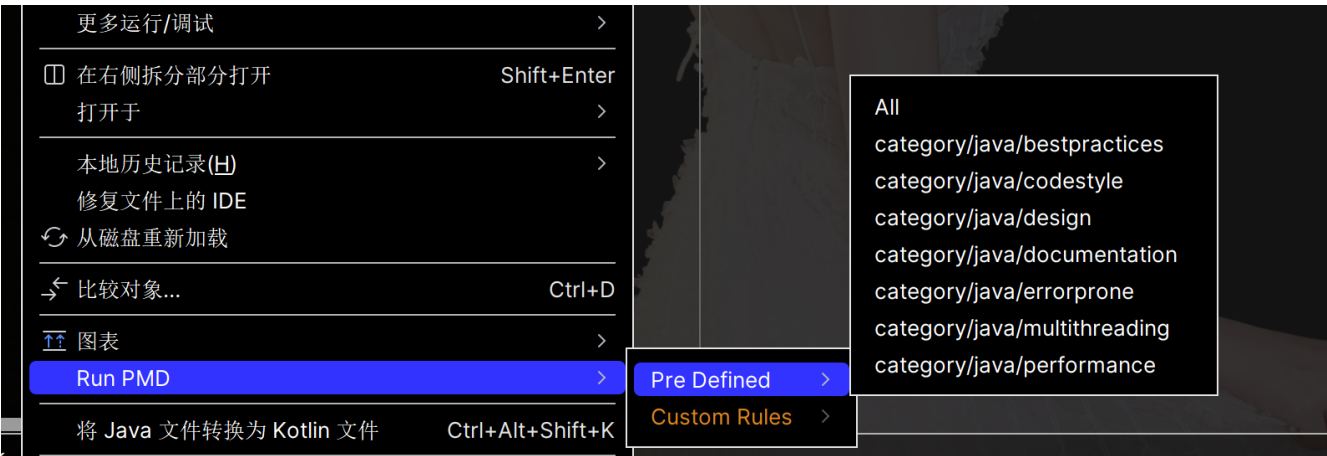 更多运行/调试
在右侧拆分部分打开 Shift+Enter
打开于
本地历史记录(H)
修复文件上的 IDE
从磁盘重新加载
比较对象... Ctrl+D
图表
Run PMD
将 Java 文件转换为 Kotlin 文件 Ctrl+Alt+Shift+K
Pre Defined
Custom Rules
All
category/java/bestpractices
category/java/codestyle
category/java/design
category/java/documentation
category/java/errorprone
category/java/multithreading
category/java/performance